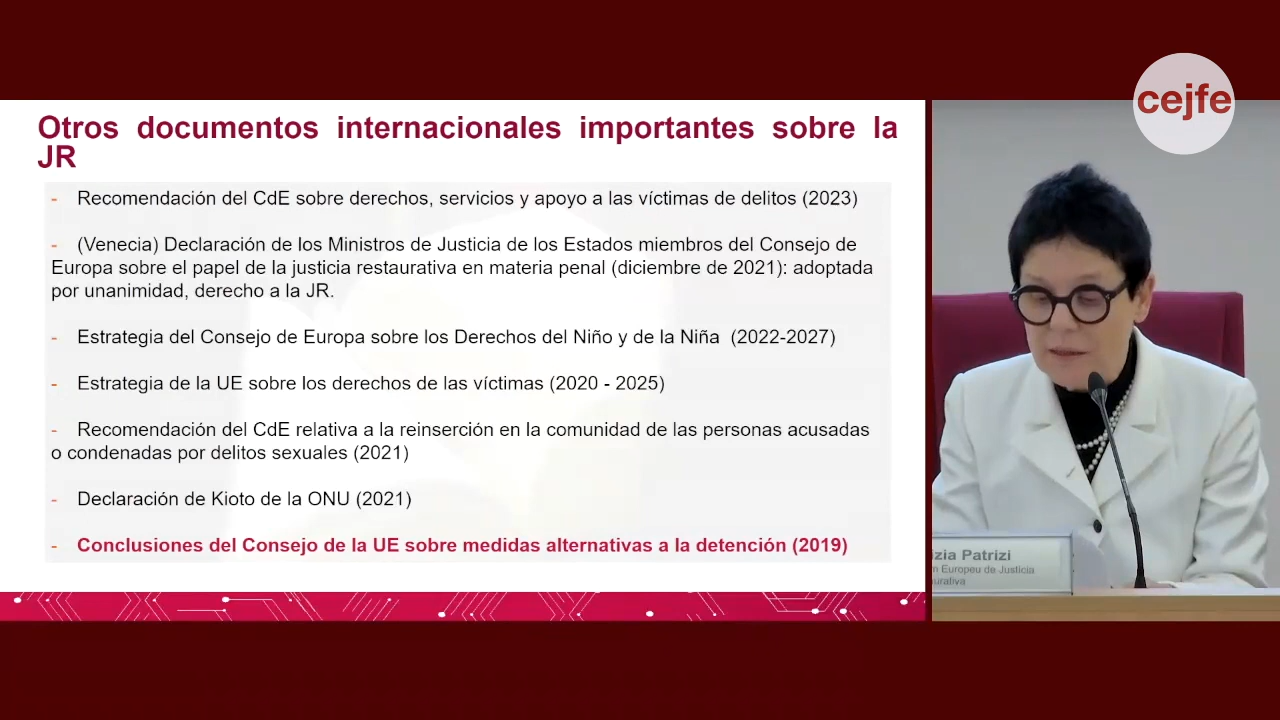 cejfe
Otros documentos internacionales importantes sobre la
JR
- Recomendación del CdE sobre derechos, servicios y apoyo a las víctimas de delitos (2023)
- (Venecia) Declaración de los Ministros de Justicia de los Estados miembros del Consejo de
Europa sobre el papel de la justicia restaurativa en materia penal (diciembre de 2021): adoptada
por unanimidad, derecho a la JR.
- Estrategia del Consejo de Europa sobre los Derechos del Niño y de la Niña (2022-2027)
- Estrategia de la UE sobre los derechos de las víctimas (2020 - 2025)
- Recomendación del CdE relativa a la reinserción en la comunidad de las personas acusadas
o condenadas por delitos sexuales (2021)
- Declaración de Kioto de la ONU (2021)
- Conclusiones del Consejo de la UE sobre medidas alternativas a la detención (2019)
izia Patrizi
m Europeu de Justicia
aurativa